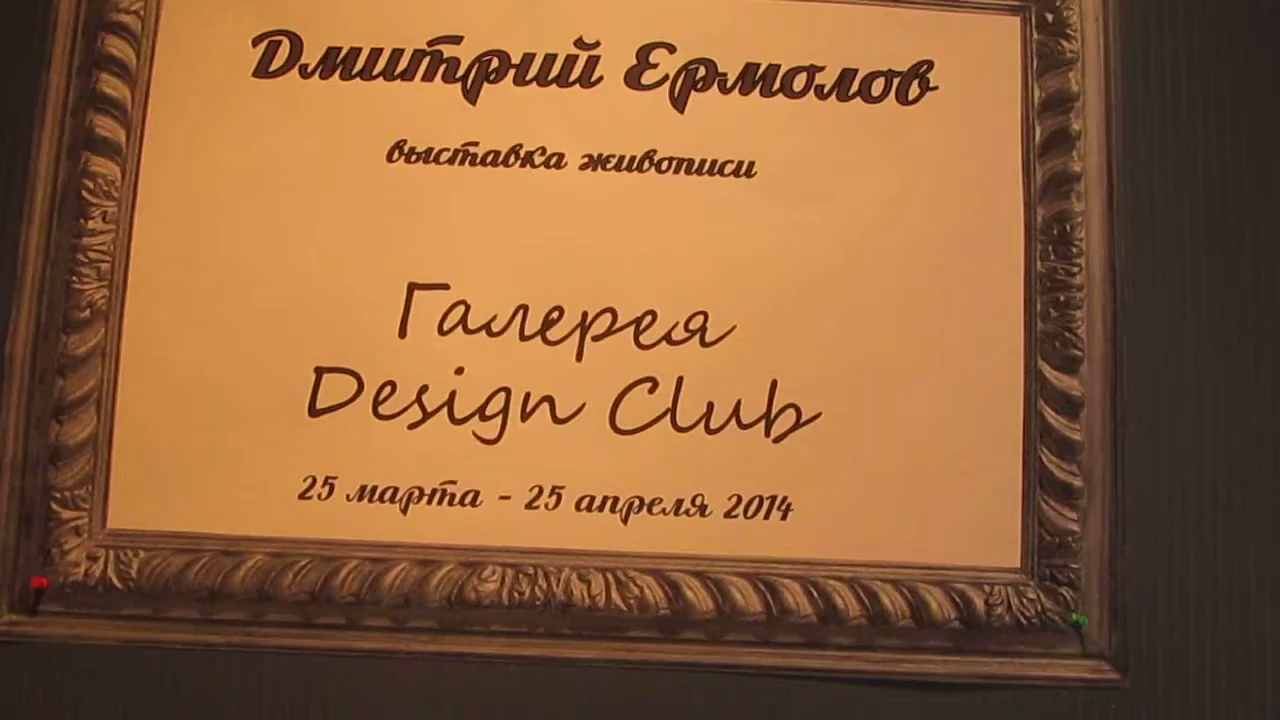 Дмитрий Ермолов
выставка живописи
Галерея
Design Club
25 марта - 25 апреля 2014